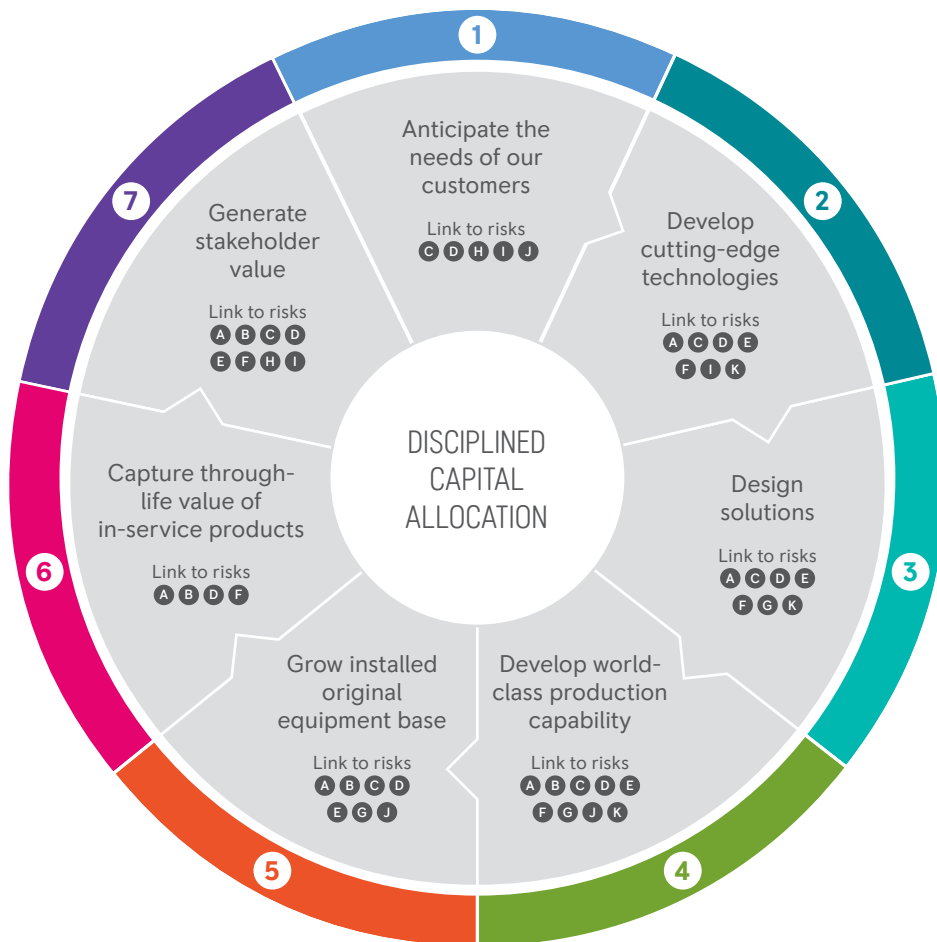 1
Anticipate the
needs of our
customers
Link to risks
C D H I J
2
Develop
cutting-edge
technologies
Link to risks
A C D E
F I K
3
Design
solutions
Link to risks
A C D E
F G K
4
Develop world-
class production
capability
Link to risks
A B C D E
F G J K
5
Grow installed
original
equipment base
Link to risks
A B C D
E G J
6
Capture through-
life value of
in-service products
Link to risks
A B D F
7
Generate
stakeholder
value
Link to risks
A B C D
E F H I
DISCIPLINED
CAPITAL
ALLOCATION